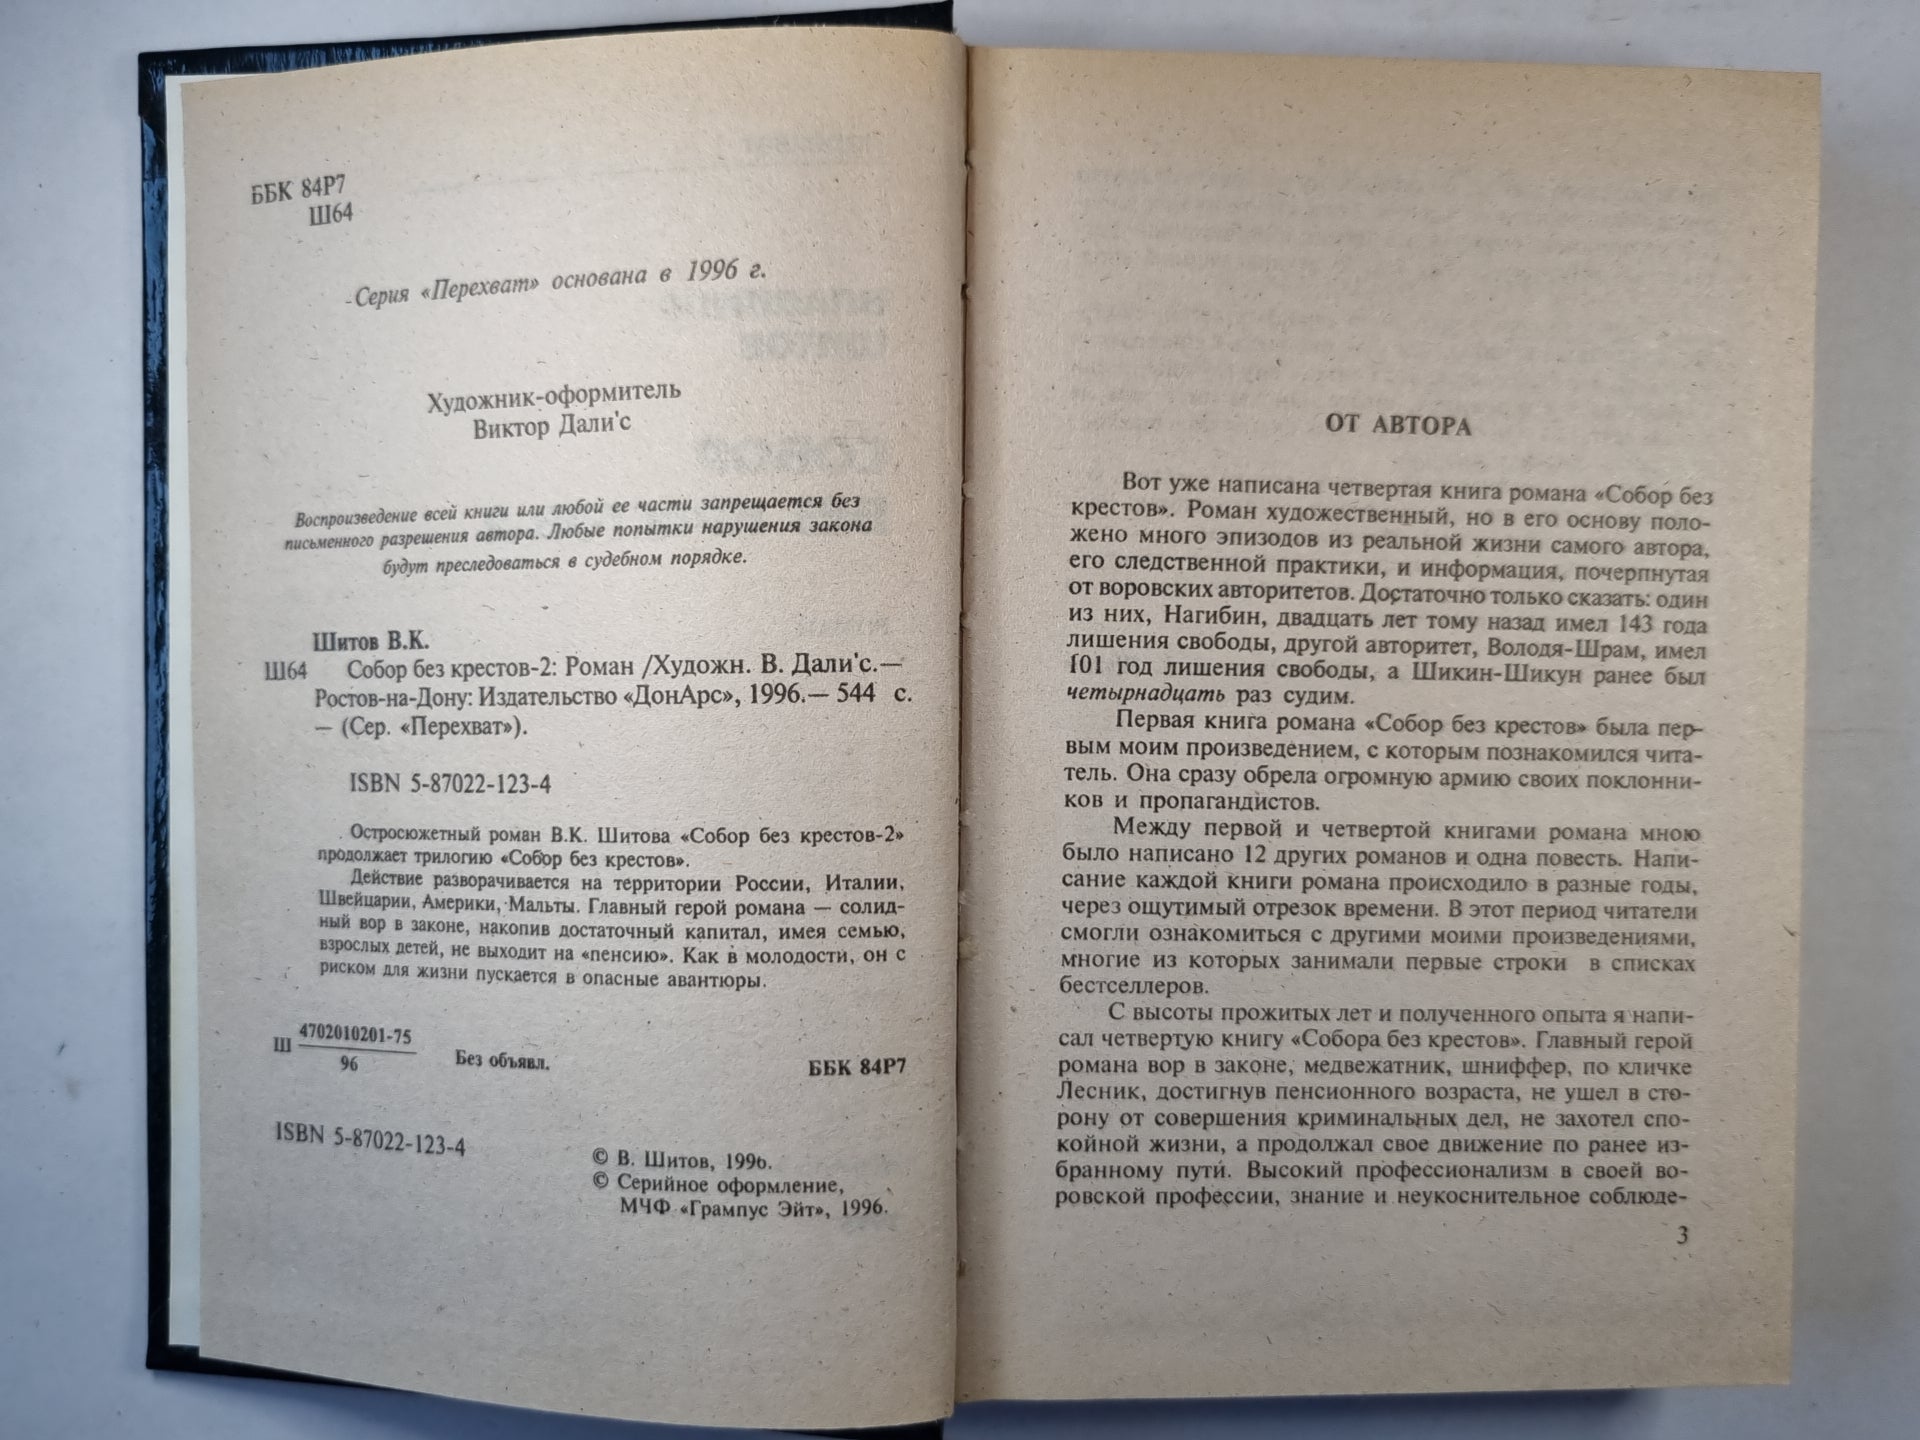 ББК 84Р7
Ш64
Серия «Перехват» основана в 1996 г.
Художник-оформитель
Виктор Дали'с
Воспроизведение всей книги или любой ее части запрещается без
письменного разрешения автора. Любые попытки нарушения закона
будут преследоваться в судебном порядке.
Шитов В.К.
Ш64 Собор без крестов-2: Роман /Художн. В. Дали'с.—
Ростов-на-Дону: Издательство «ДонАрс», 1996.— 544 с.
— (Сер. «Перехват»).
ISBN 5-87022-123-4
Остросюжетный роман В.К. Шитова «Собор без крестов-2»
продолжает трилогию «Собор без крестов».
Действие разворачивается на территории России, Италии,
Швейцарии, Америки, Мальты. Главный герой романа — солид-
ный вор в законе, накопив достаточный капитал, имея семью,
взрослых детей, не выходит на «пенсию». Как в молодости, он с
риском для жизни пускается в опасные авантюры.
Ш 4702010201-75
96
Без объявл.
ББК 84Р7
ISBN 5-87022-123-4
© В. Шитов, 1996.
© Серийное оформление,
МЧФ «Грампус Эйт», 1996.
ОТ АВТОРА
Вот уже написана четвертая книга романа «Собор без
крестов». Роман художественный, но в его основу поло-
жено много эпизодов из реальной жизни самого автора,
его следственной практики, и информация, почерпнутая
от воровских авторитетов. Достаточно только сказать: один
из них, Нагибин, двадцать лет тому назад имел 143 года
лишения свободы, другой авторитет, Володя-Шрам, имел
101 год лишения свободы, а Шикин-Шикун ранее был
четырнадцать раз судим.
Первая книга романа «Собор без крестов» была пер-
вым моим произведением, с которым познакомился чита-
тель. Она сразу обрела огромную армию своих поклонни-
ков и пропагандистов.
Между первой и четвертой книгами романа мною
было написано 12 других романов и одна повесть. Напи-
сание каждой книги романа происходило в разные годы,
через ощутимый отрезок времени. В этот период читатели
смогли ознакомиться с другими моими произведениями,
многие из которых занимали первые строки в списках
бестселлеров.
С высоты прожитых лет и полученного опыта я напи-
сал четвертую книгу «Собора без крестов». Главный герой
романа вор в законе, медвежатник, шниффер, по кличке
Лесник, достигнув пенсионного возраста, не ушел в сто-
рону от совершения криминальных дел, не захотел спо-
койной жизни, а продолжал свое движение по ранее из-
бранному пути. Высокий профессионализм в своей во-
ровской профессии, знание и неукоснительное соблюде-
3